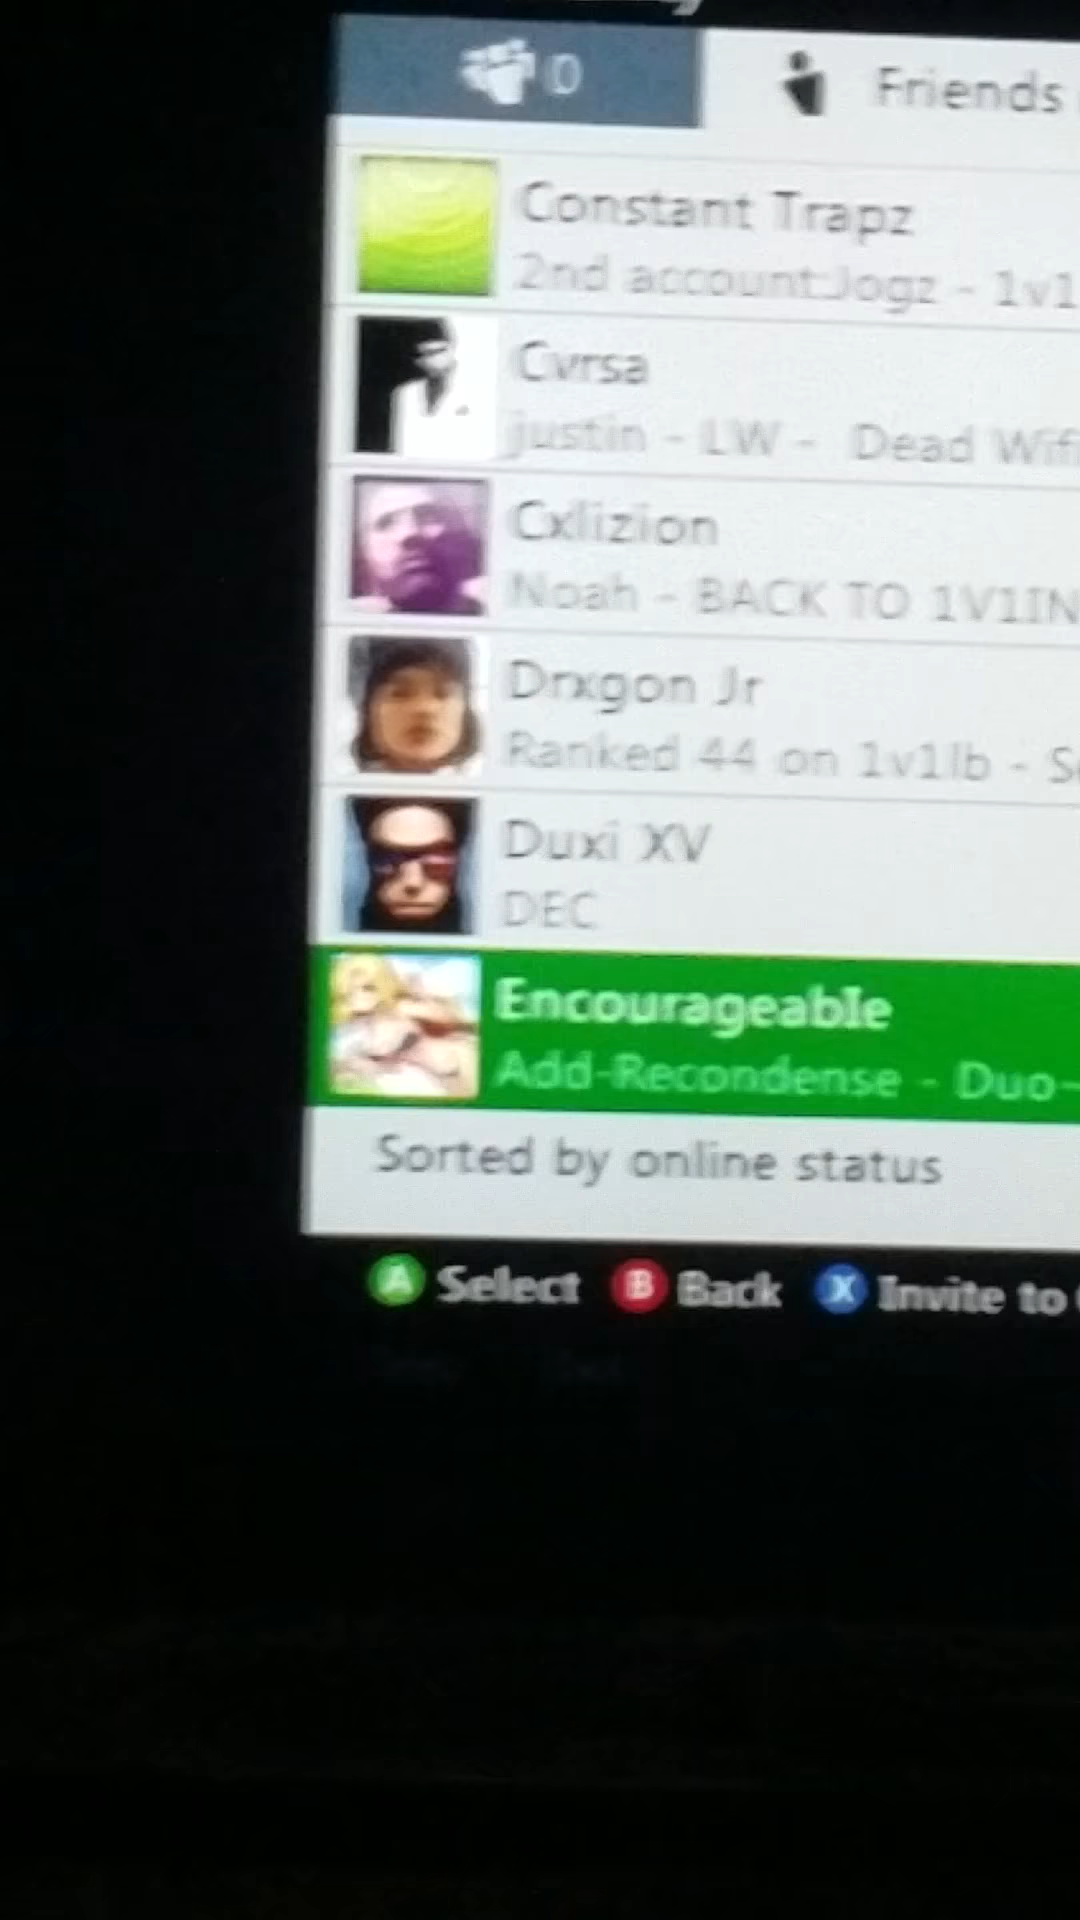 0
Friends
Constant Trapz
2nd account:Jogz - 1v1
Cvrsa
justin - LW - Dead Wifi
Cxlizion
Noah - BACK TO 1V1IN
Drxgon Jr
Ranked 44 on 1v1lb - S
Duxi XV
DEC
Encourageable
Add-Recondense - Duo-
Sorted by online status
A Select B Back X Invite to